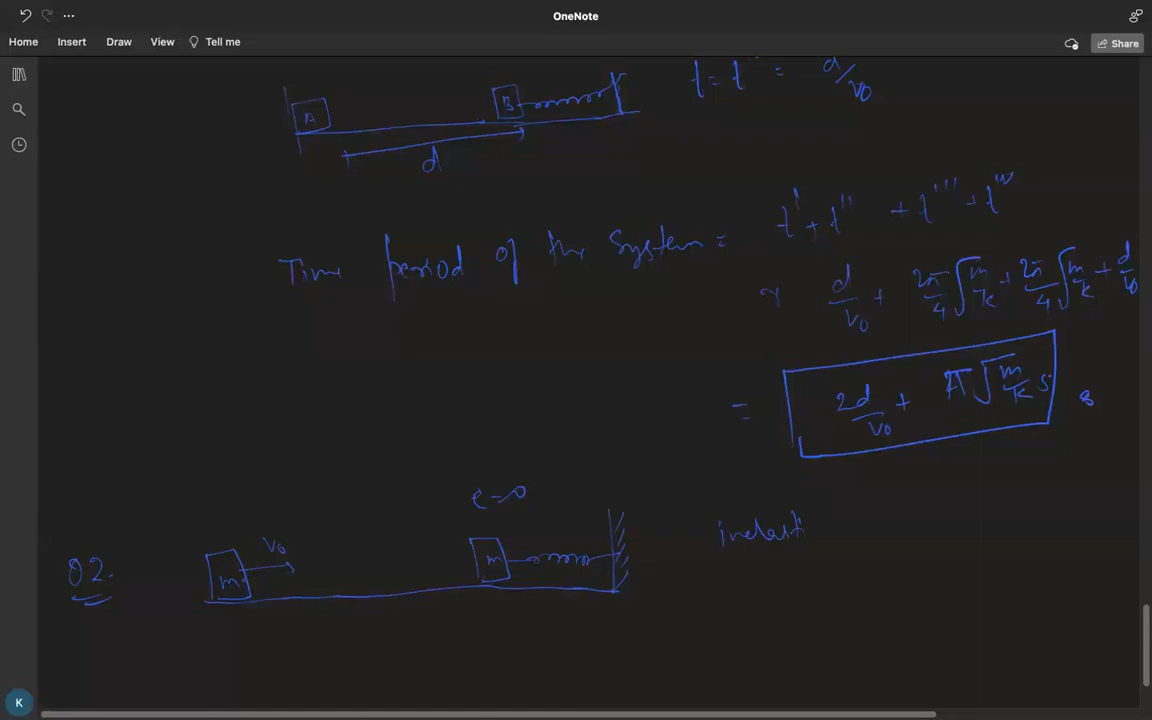 OneNote
Home Insert Draw View Tell me
Share
t = t'' = d/v0
A
B
d
Time period of the System = t' + t'' + t''' + t''''
d/v0 + 2π/4 √m/k + 2π/4 √m/k + d/v0
= 2d/v0 + π √m/k s
e=0
Q2.
m
v0
m
inelasti
K